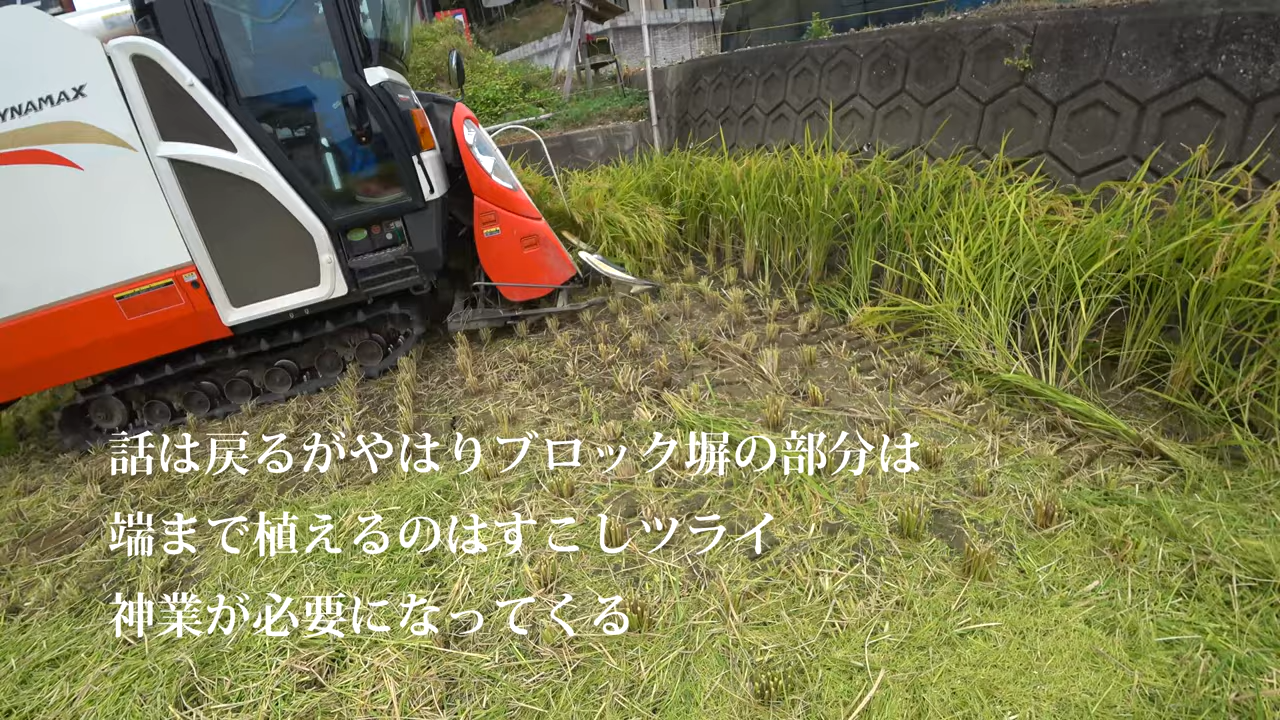 DYNAMAX
話は戻るがやはりブロック塀の部分は
端まで植えるのはすこしツライ
神業が必要になってくる